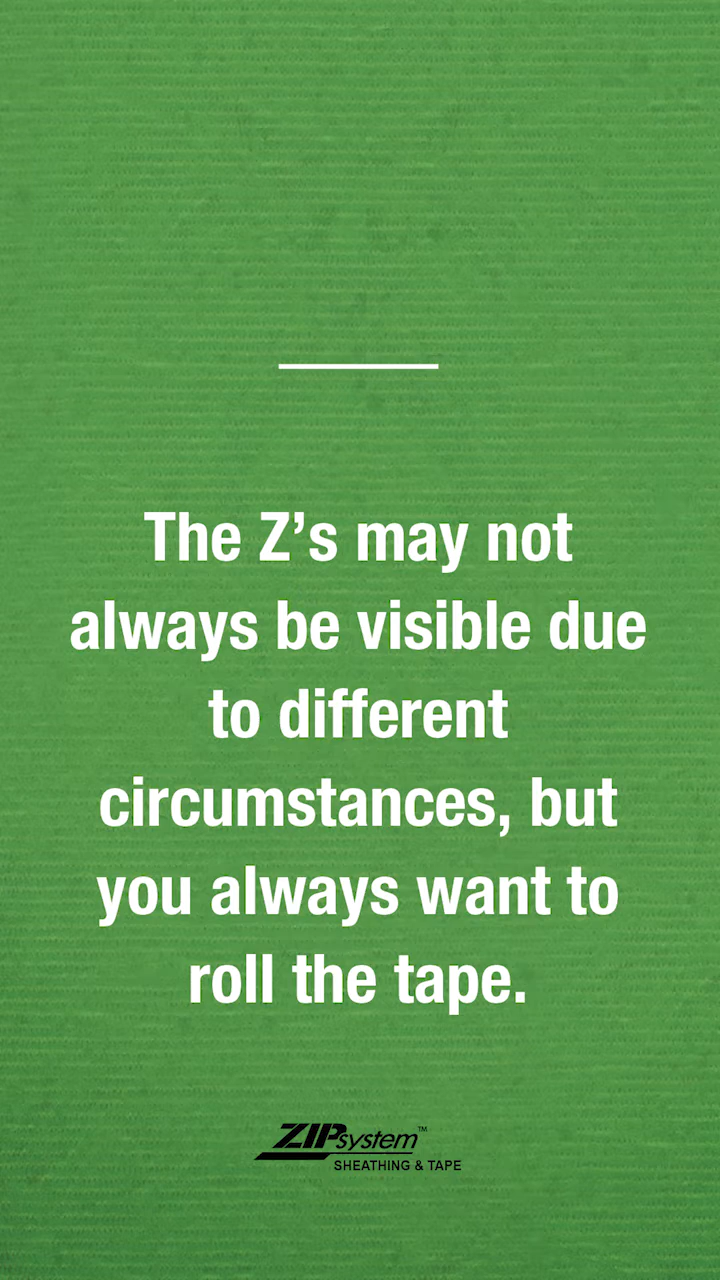 The Z’s may not
always be visible due
to different
circumstances, but
you always want to
roll the tape.
ZIPsystem™
SHEATHING & TAPE